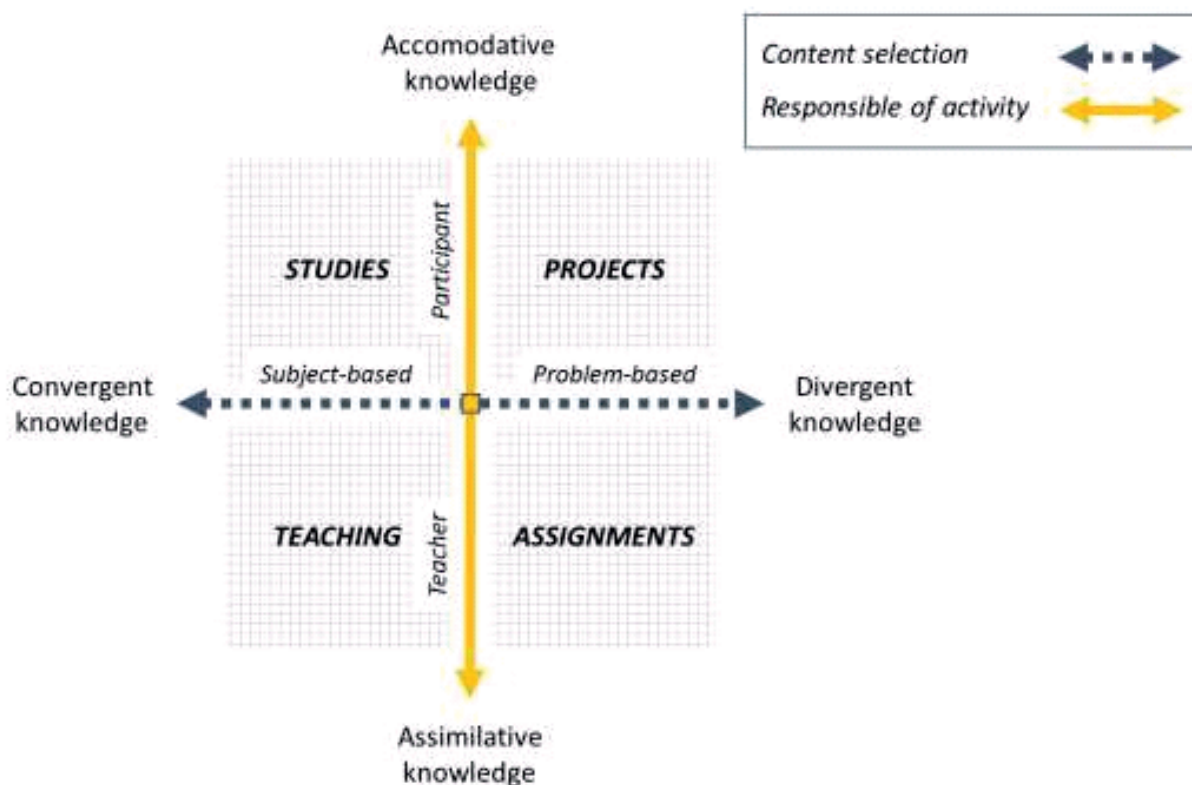 Accomodative
knowledge
Content selection
Responsible of activity
Participant
STUDIES
PROJECTS
Subject-based
Problem-based
Convergent
knowledge
Divergent
knowledge
Teacher
TEACHING
ASSIGNMENTS
Assimilative
knowledge